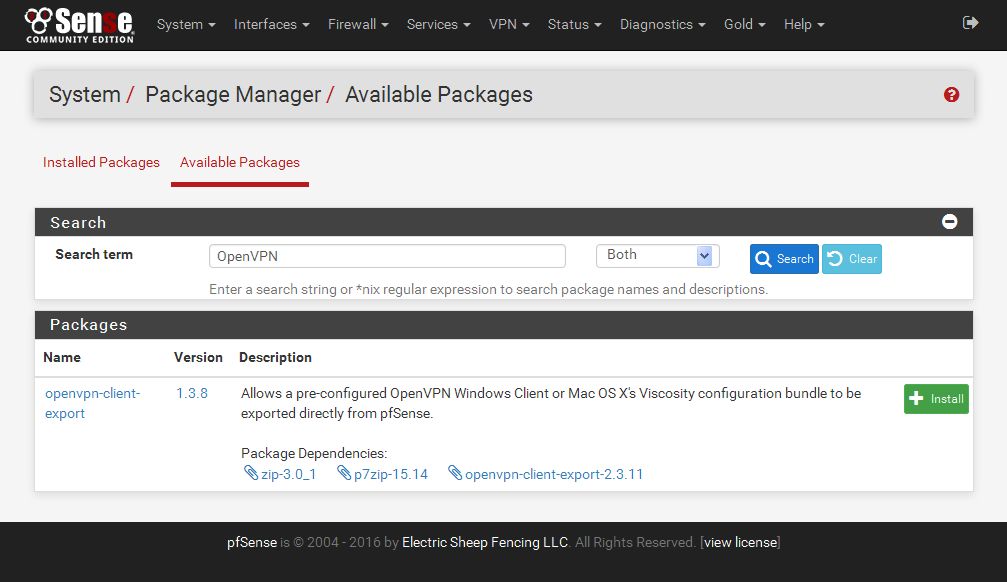 Sense
COMMUNITY EDITION
System Interfaces Firewall Services VPN Status Diagnostics Gold Help
System / Package Manager / Available Packages
Installed Packages Available Packages
Search
Search term OpenVPN Both Search Clear
Enter a search string or *nix regular expression to search package names and descriptions.
Packages
Name Version Description
openvpn-client- 1.3.8 Allows a pre-configured OpenVPN Windows Client or Mac OS X's Viscosity configuration bundle to be Install
export exported directly from pfSense.
Package Dependencies:
zip-3.0_1 p7zip-15.14 openvpn-client-export-2.3.11
pfSense is © 2004 - 2016 by Electric Sheep Fencing LLC. All Rights Reserved. [view license]